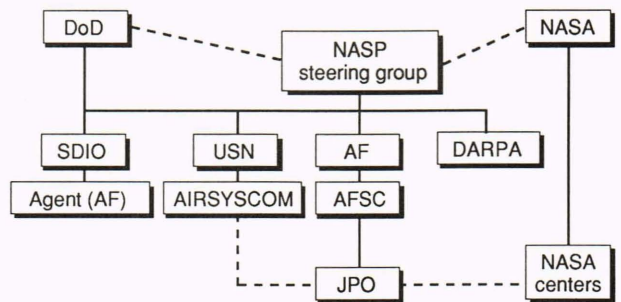 DoD
NASP
steering group
NASA
SDIO
USN
AF
DARPA
Agent (AF)
AIRSYSCOM
AFSC
JPO
NASA
centers